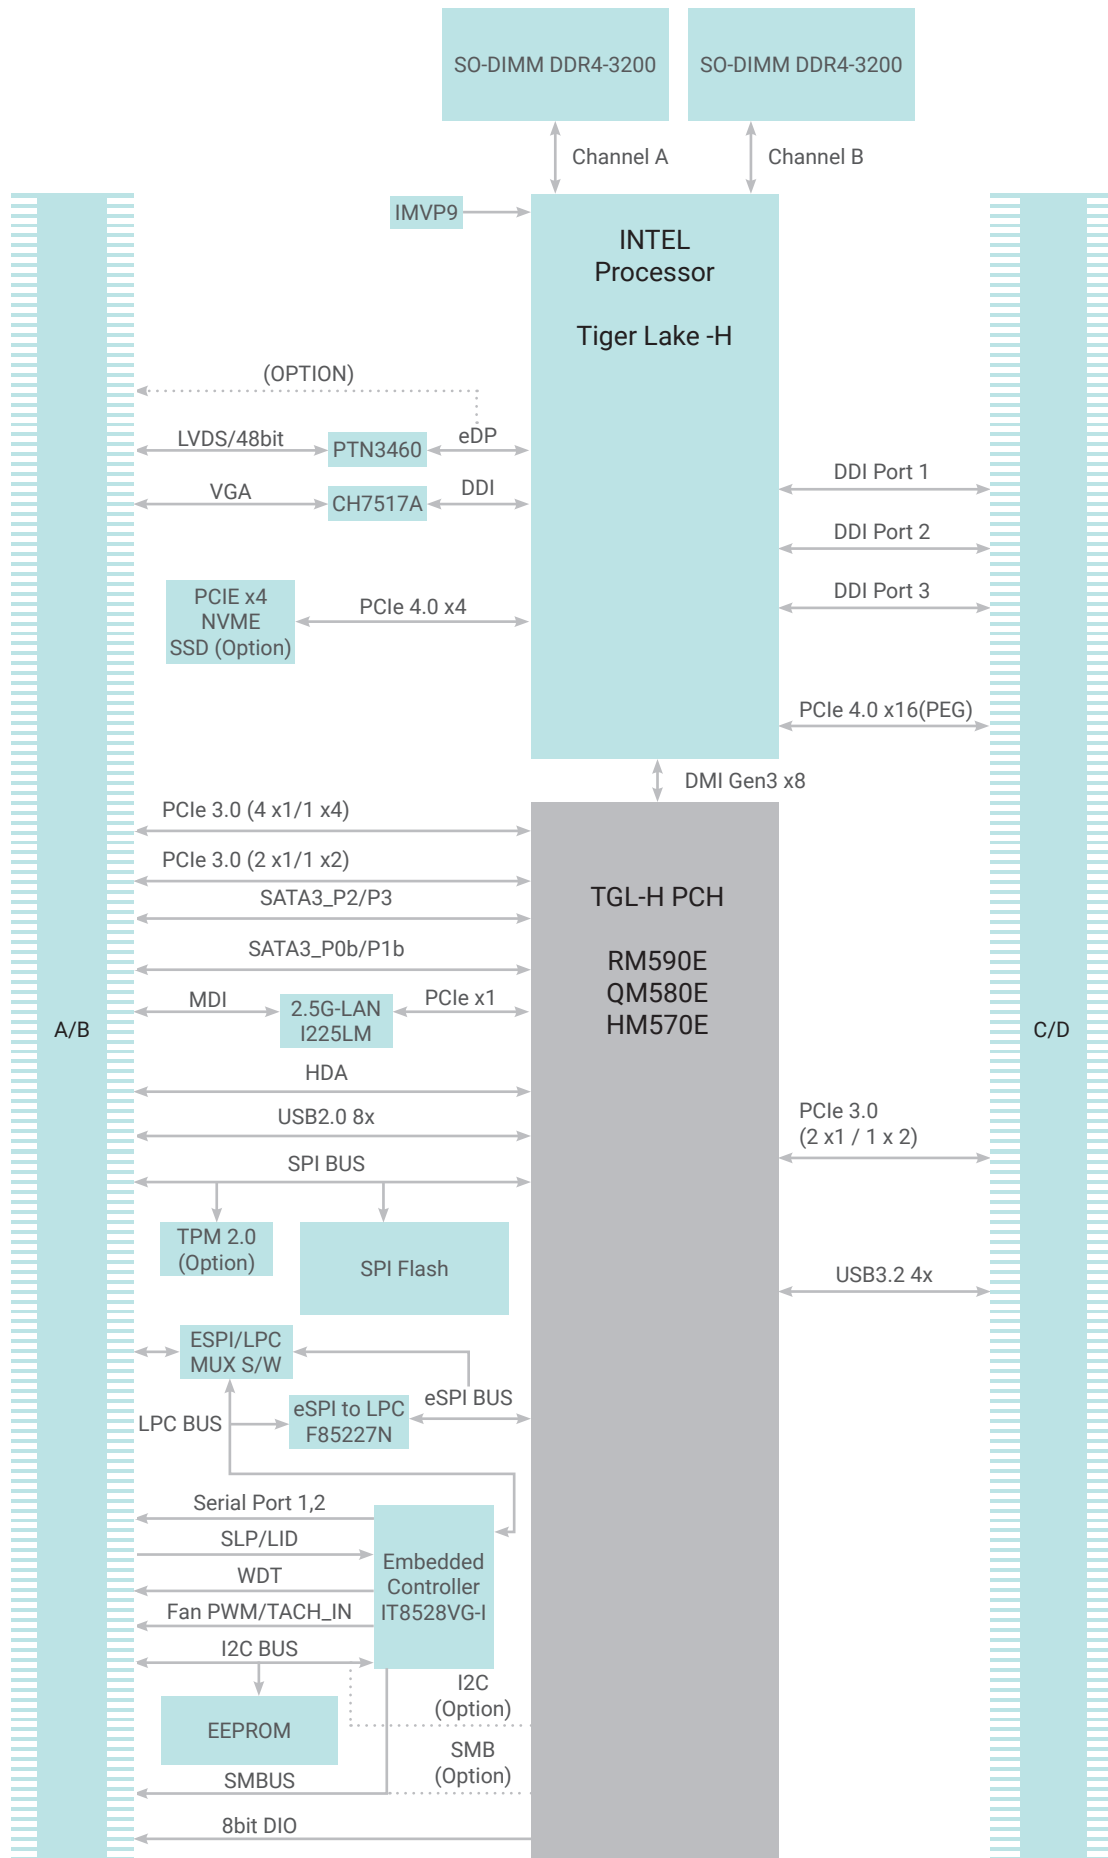 SO-DIMM DDR4-3200
SO-DIMM DDR4-3200
Channel A
Channel B
IMVP9
INTEL
Processor
Tiger Lake -H
(OPTION)
LVDS/48bit
PTN3460
eDP
VGA
CH7517A
DDI
DDI Port 1
DDI Port 2
DDI Port 3
PCIE x4
NVME
SSD (Option)
PCIe 4.0 x4
PCIe 4.0 x16(PEG)
DMI Gen3 x8
PCIe 3.0 (4 x1/1 x4)
PCIe 3.0 (2 x1/1 x2)
SATA3_P2/P3
SATA3_P0b/P1b
TGL-H PCH
RM590E
QM580E
HM570E
MDI
2.5G-LAN
I225LM
PCIe x1
A/B
C/D
HDA
USB2.0 8x
SPI BUS
PCIe 3.0
(2 x1 / 1 x 2)
TPM 2.0
(Option)
SPI Flash
USB3.2 4x
ESPI/LPC
MUX S/W
eSPI BUS
LPC BUS
eSPI to LPC
F85227N
Serial Port 1,2
SLP/LID
WDT
Fan PWM/TACH_IN
I2C BUS
Embedded
Controller
IT8528VG-I
I2C
(Option)
EEPROM
SMB
(Option)
SMBUS
8bit DIO